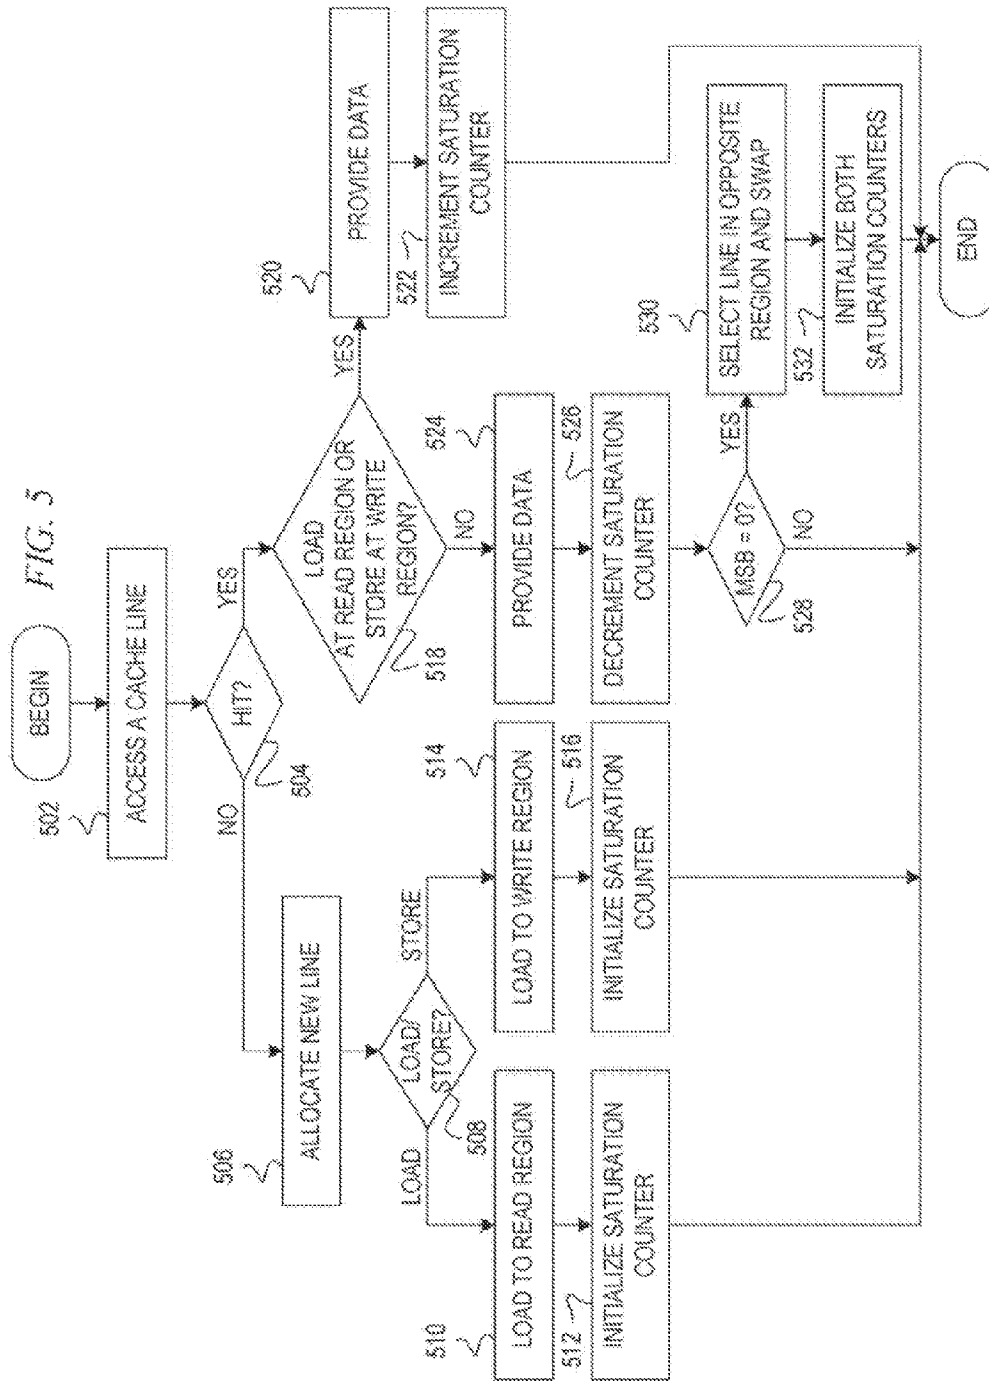 FIG. 5
BEGIN
502
ACCESS A CACHE LINE
HIT?
504
NO
YES
506
ALLOCATE NEW LINE
LOAD/
STORE?
508
LOAD
STORE
510
LOAD TO READ REGION
512
INITIALIZE SATURATION
COUNTER
514
LOAD TO WRITE REGION
516
INITIALIZE SATURATION
COUNTER
LOAD
AT READ REGION OR
STORE AT WRITE
REGION?
518
YES
NO
520
PROVIDE DATA
522
INCREMENT SATURATION
COUNTER
524
PROVIDE DATA
526
DECREMENT SATURATION
COUNTER
MSB = 0?
528
YES
NO
530
SELECT LINE IN OPPOSITE
REGION AND SWAP
532
INITIALIZE BOTH
SATURATION COUNTERS
END